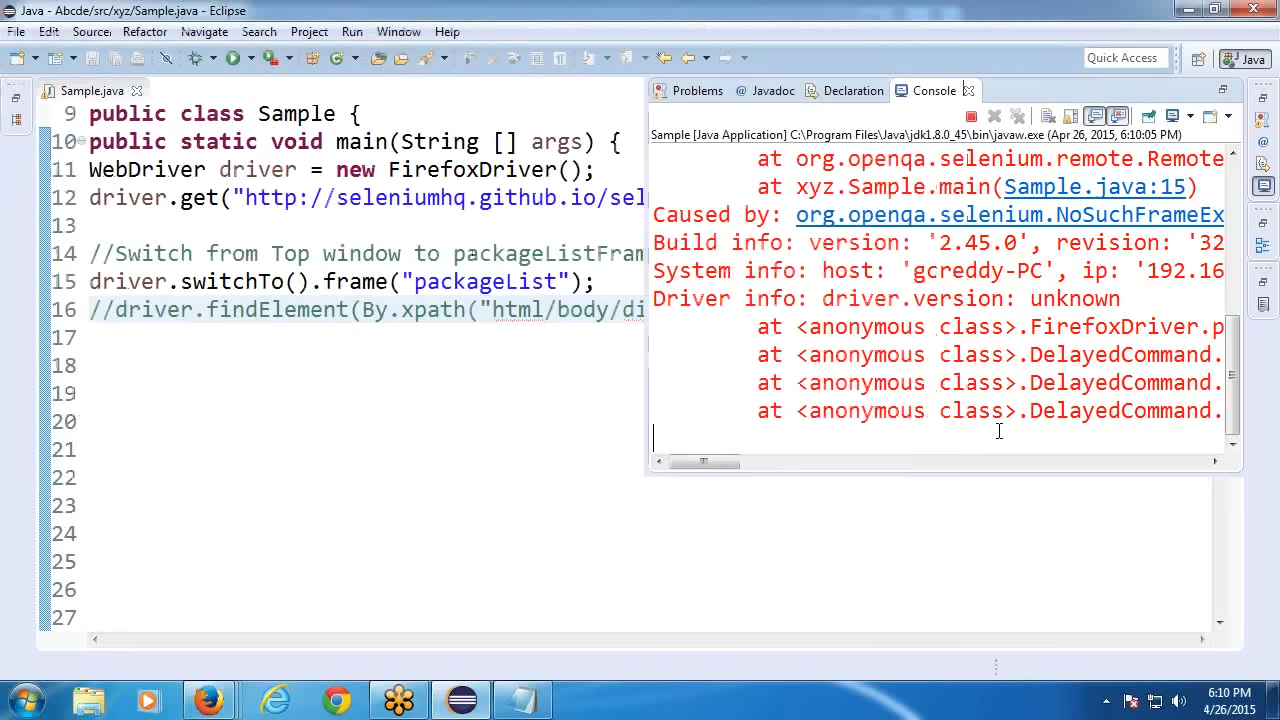 Java - Abcde/src/xyz/Sample.java - Eclipse
File Edit Source Refactor Navigate Search Project Run Window Help
Quick Access
Java
Sample.java
Problems @ Javadoc Declaration Console
Sample [Java Application] C:\Program Files\Java\jdk1.8.0_45\bin\javaw.exe (Apr 26, 2015, 6:10:05 PM)
9 public class Sample {
10 public static void main(String [] args) {
11 WebDriver driver = new FirefoxDriver();
12 driver.get("http://seleniumhq.github.io/sel
13
14 //Switch from Top window to packageListFram
15 driver.switchTo().frame("packageList");
16 //driver.findElement(By.xpath("html/body/di
17
18
19
20
21
22
23
24
25
26
27
at org.openqa.selenium.remote.Remote
at xyz.Sample.main(Sample.java:15)
Caused by: org.openqa.selenium.NoSuchFrameEx
Build info: version: '2.45.0', revision: '32
System info: host: 'gcreddy-PC', ip: '192.16
Driver info: driver.version: unknown
at <anonymous class>.FirefoxDriver.p
at <anonymous class>.DelayedCommand.
at <anonymous class>.DelayedCommand.
at <anonymous class>.DelayedCommand.
6:10 PM
4/26/2015